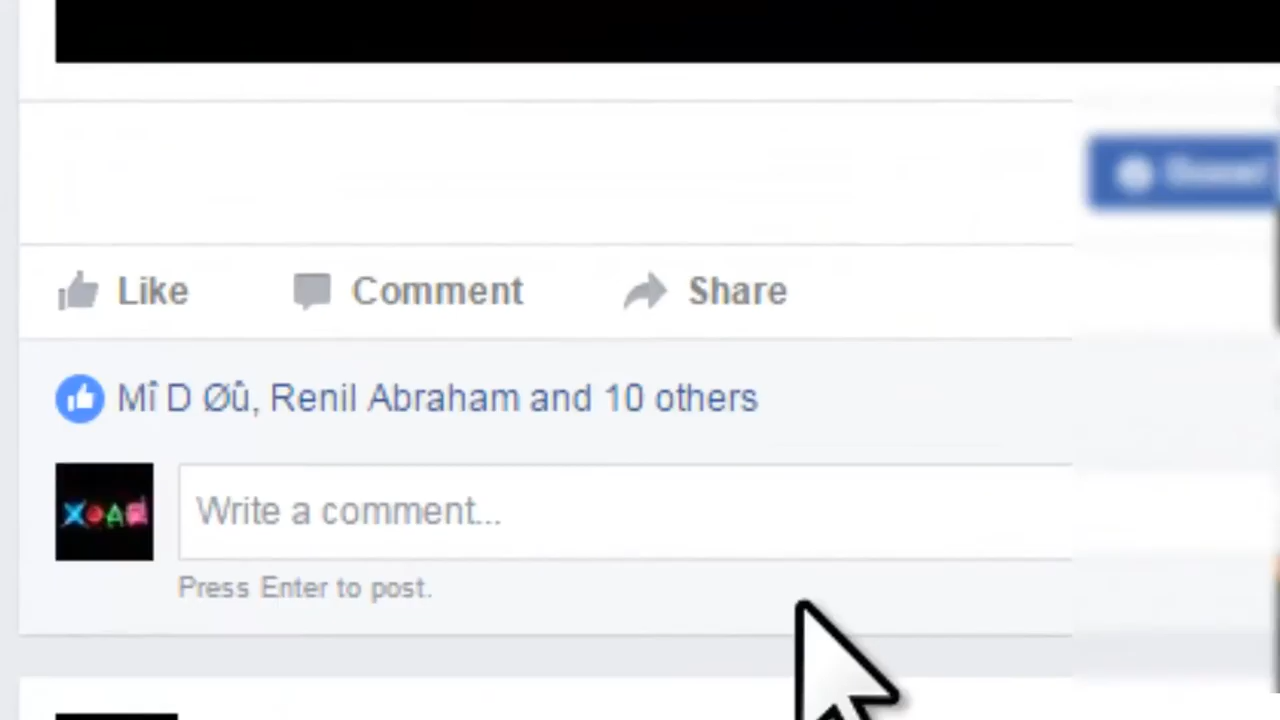 Like Comment Share
Mî D Øû, Renil Abraham and 10 others
Write a comment...
Press Enter to post.